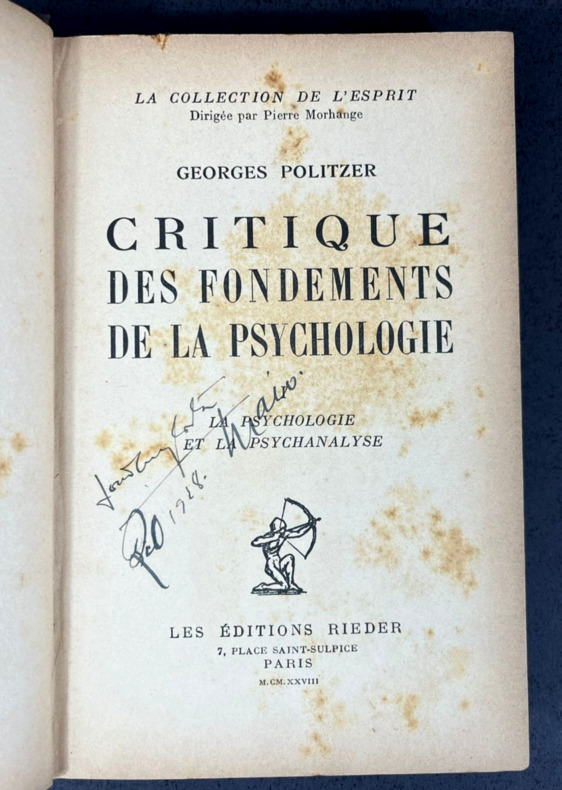 LA COLLECTION DE L'ESPRIT
Dirigée par Pierre Morhange
GEORGES POLITZER
CRITIQUE
DES FONDEMENTS
DE LA PSYCHOLOGIE
LA PSYCHOLOGIE
ET LA PSYCHANALYSE
1928.
LES ÉDITIONS RIEDER
7, PLACE SAINT-SULPICE
PARIS
M.CM.XXVIII